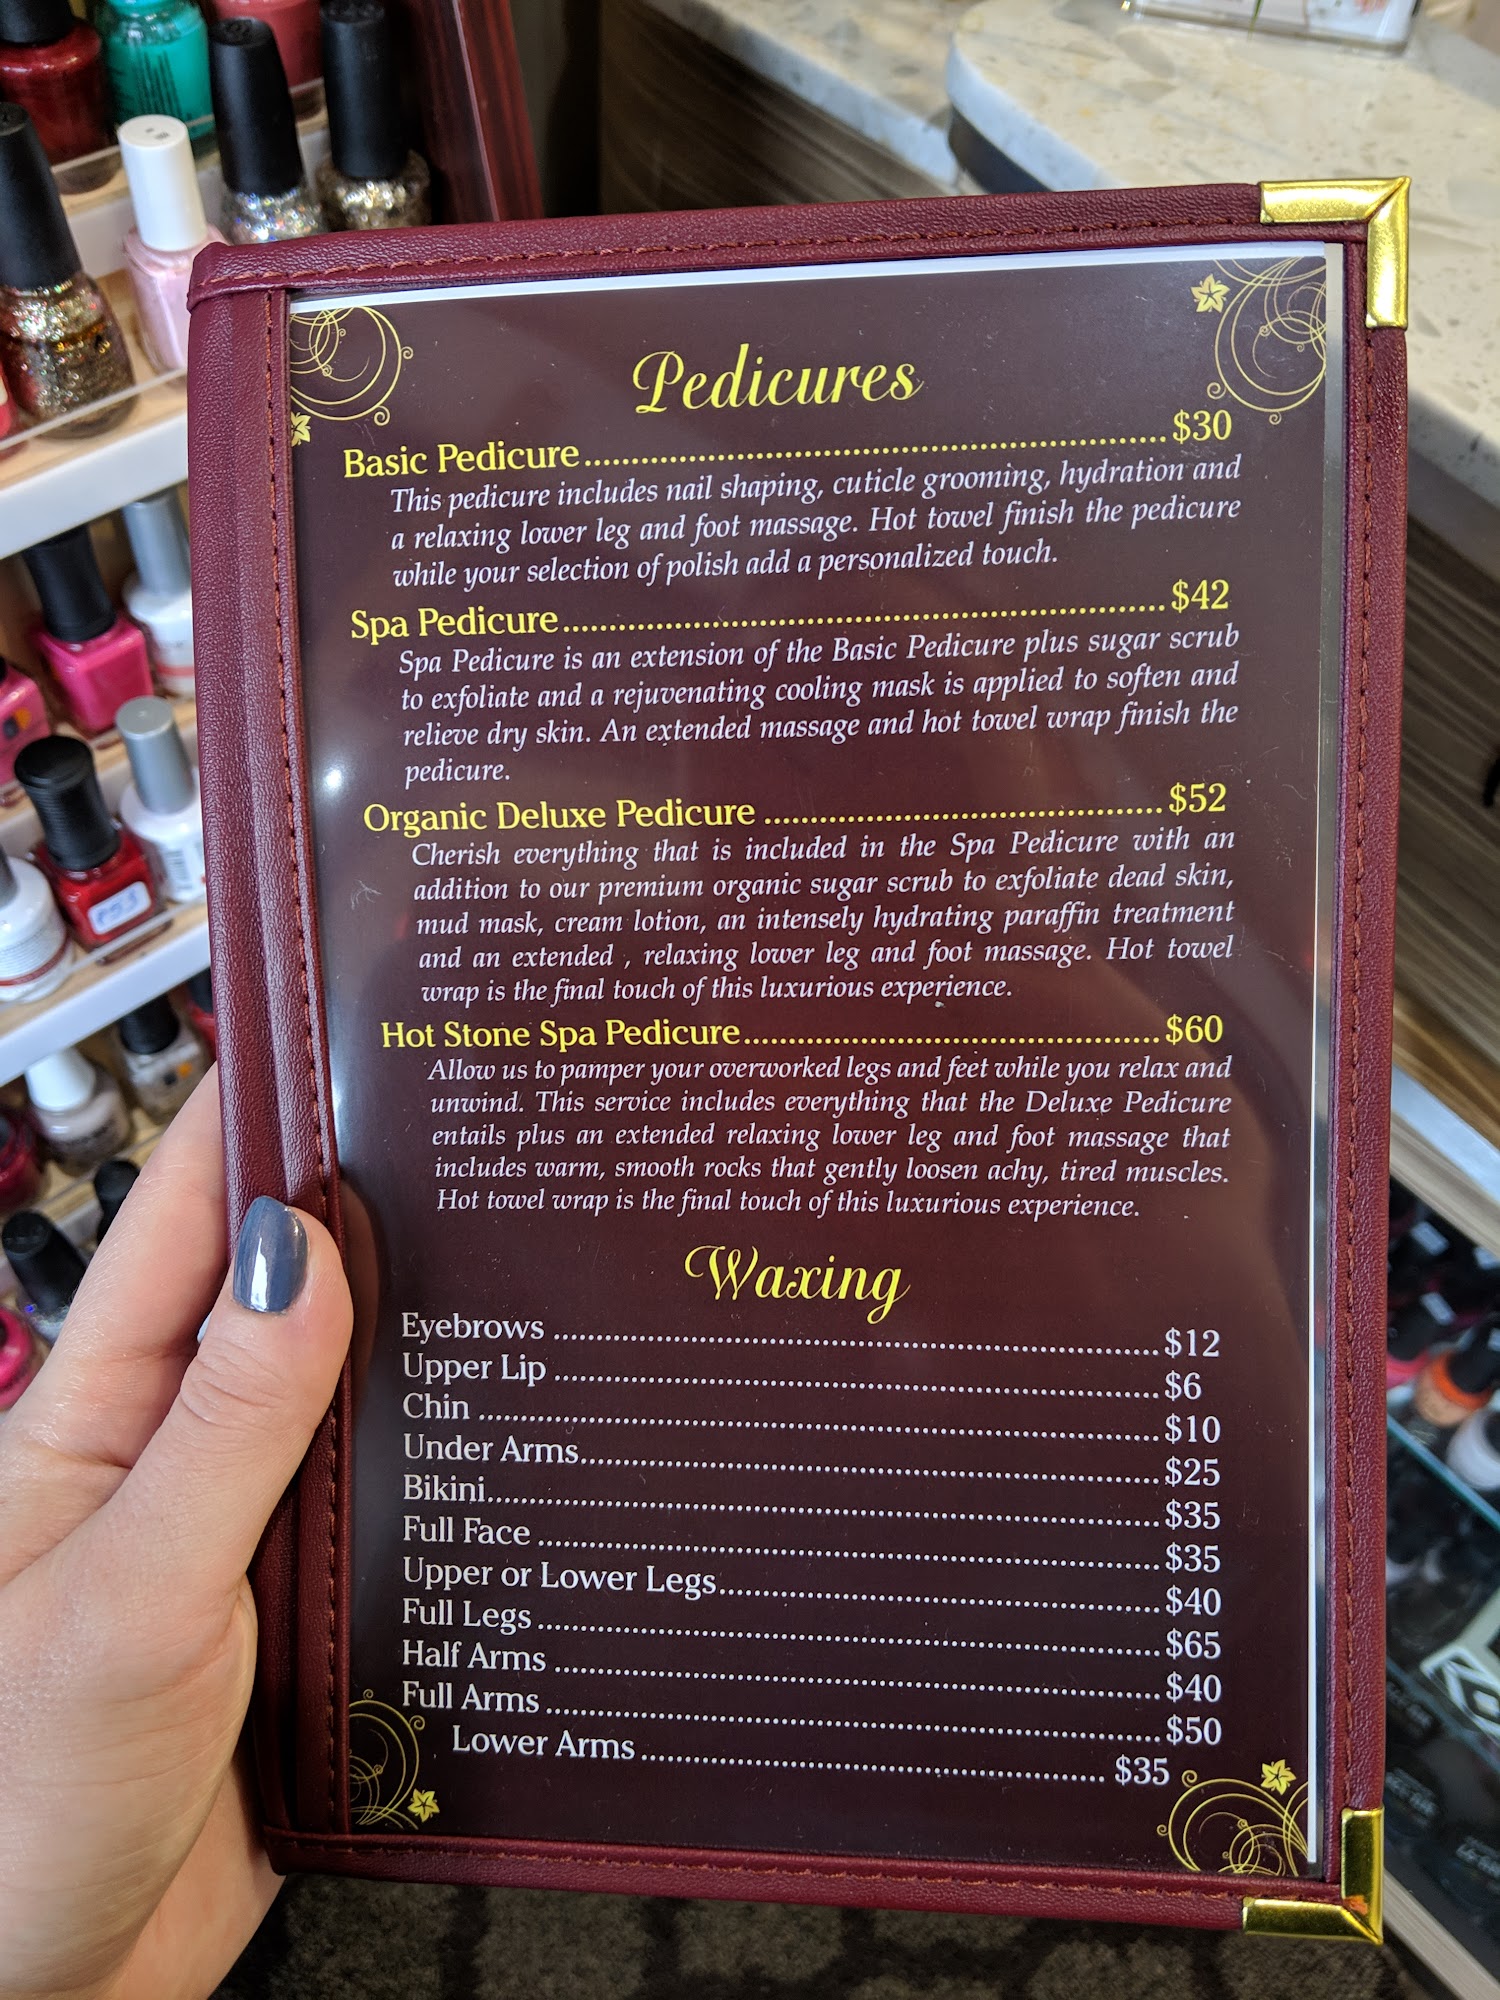 Pedicures
Basic Pedicure.......................................................$30
This pedicure includes nail shaping, cuticle grooming, hydration and
a relaxing lower leg and foot massage. Hot towel finish the pedicure
while your selection of polish add a personalized touch.
Spa Pedicure.......................................................$42
Spa Pedicure is an extension of the Basic Pedicure plus sugar scrub
to exfoliate and a rejuvenating cooling mask is applied to soften and
relieve dry skin. An extended massage and hot towel wrap finish the
pedicure.
Organic Deluxe Pedicure .......................................$52
Cherish everything that is included in the Spa Pedicure with an
addition to our premium organic sugar scrub to exfoliate dead skin,
mud mask, cream lotion, an intensely hydrating paraffin treatment
and an extended , relaxing lower leg and foot massage. Hot towel
wrap is the final touch of this luxurious experience.
Hot Stone Spa Pedicure..........................................$60
Allow us to pamper your overworked legs and feet while you relax and
unwind. This service includes everything that the Deluxe Pedicure
entails plus an extended relaxing lower leg and foot massage that
includes warm, smooth rocks that gently loosen achy, tired muscles.
Hot towel wrap is the final touch of this luxurious experience.
Waxing
Eyebrows .......................................................$12
Upper Lip .......................................................$6
Chin .......................................................$10
Under Arms.......................................................$25
Bikini.......................................................$35
Full Face .......................................................$35
Upper or Lower Legs.......................................................$40
Full Legs .......................................................$65
Half Arms .......................................................$40
Full Arms .......................................................$50
Lower Arms ....................................................... $35